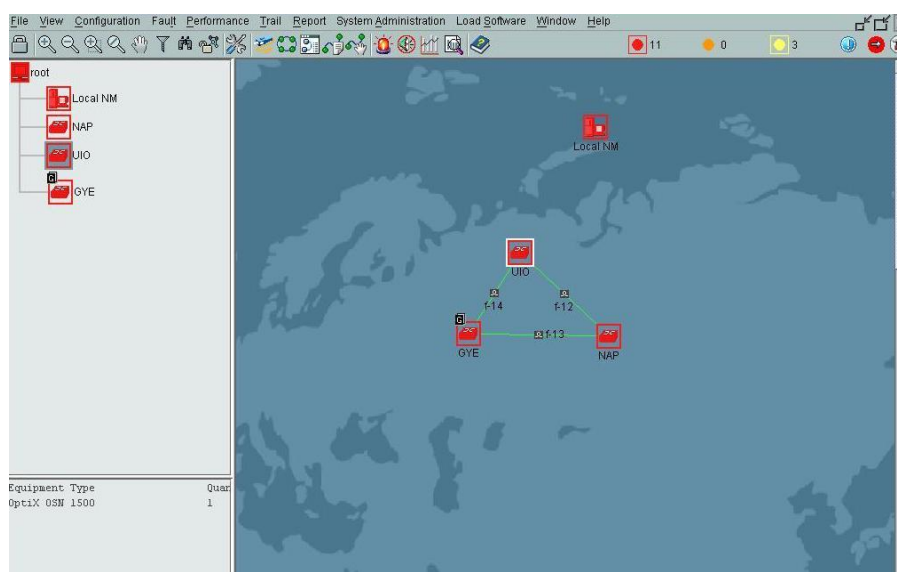 File View Configuration Fault Performance Trail Report System Administration Load Software Window Help
11 0 3
root
Local NM
NAP
UIO
G
GYE
Local NM
UIO
f-14
f-12
G
f-13
GYE
NAP
Equipment Type Quan
OptiX OSN 1500 1